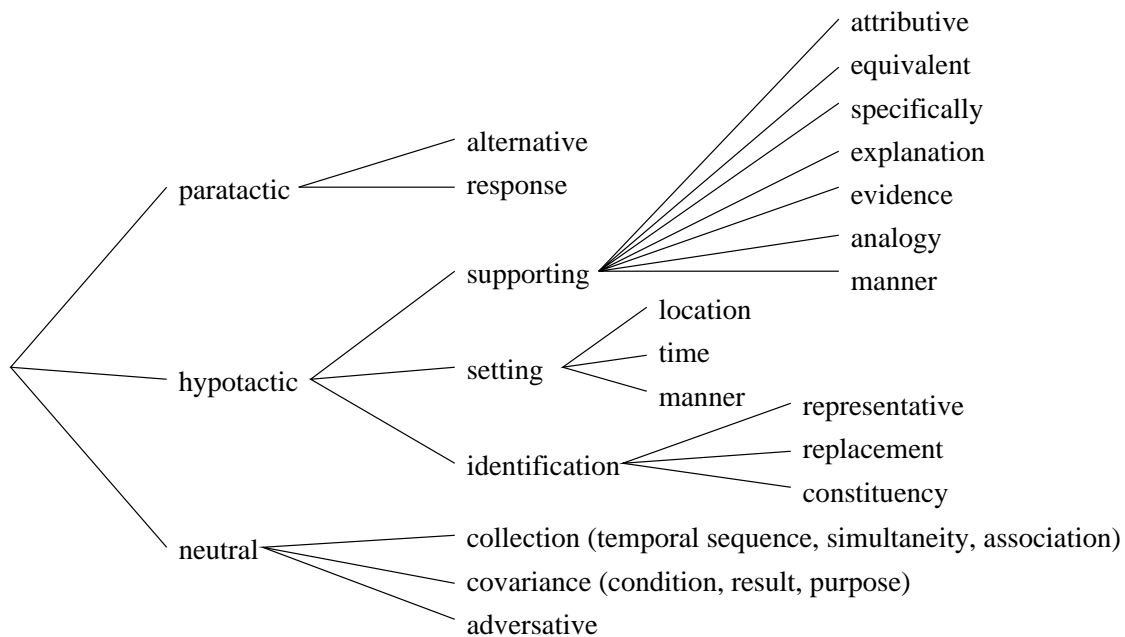 attributive
equivalent
specifically
explanation
evidence
analogy
manner
alternative
response
paratactic
supporting
location
time
manner
setting
hypotactic
representative
replacement
constituency
identification
collection (temporal sequence, simultaneity, association)
covariance (condition, result, purpose)
adversative
neutral